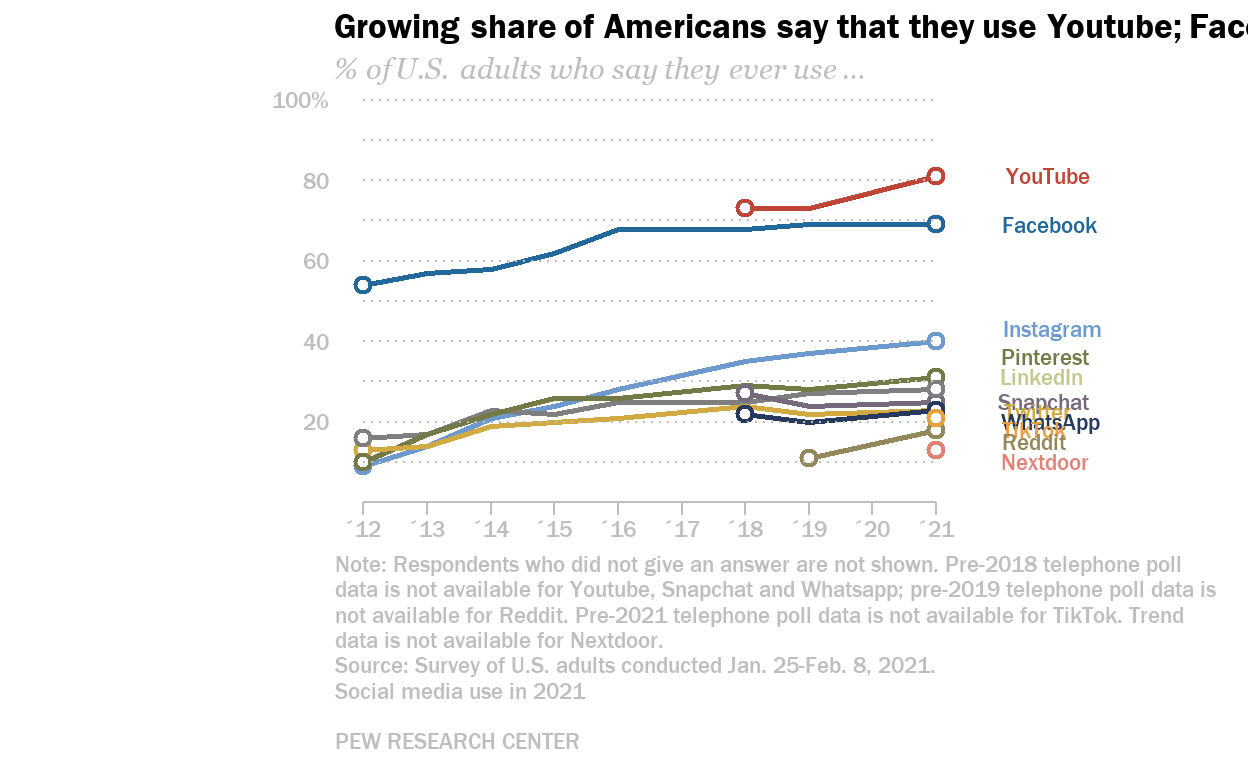 Growing share of Americans say that they use Youtube; Face
% of U.S. adults who say they ever use ...
100%
80
60
40
20
YouTube
Facebook
Instagram
Pinterest
LinkedIn
Snapchat
Twitter
WhatsApp
TikTok
Reddit
Nextdoor
´12 ´13 ´14 ´15 ´16 ´17 ´18 ´19 ´20 ´21
Note: Respondents who did not give an answer are not shown. Pre-2018 telephone poll
data is not available for Youtube, Snapchat and Whatsapp; pre-2019 telephone poll data is
not available for Reddit. Pre-2021 telephone poll data is not available for TikTok. Trend
data is not available for Nextdoor.
Source: Survey of U.S. adults conducted Jan. 25-Feb. 8, 2021.
Social media use in 2021
PEW RESEARCH CENTER